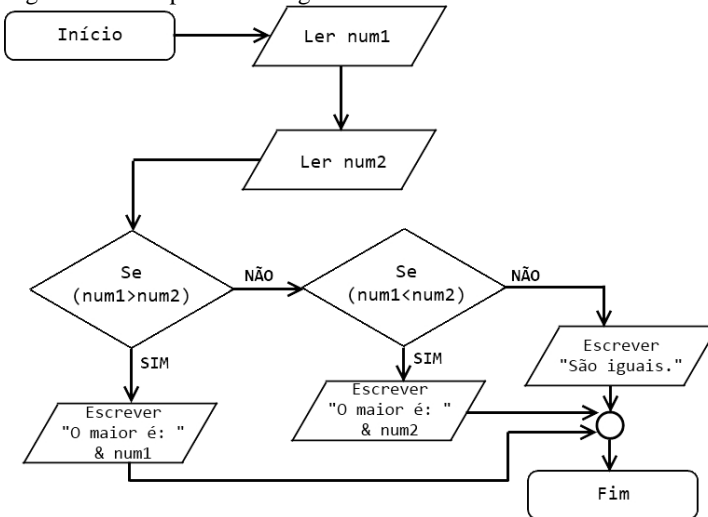 Início
Ler num1
Ler num2
Se
(num1>num2)
NÃO
Se
(num1<num2)
NÃO
SIM
SIM
Escrever
"São iguais."
Escrever
"O maior é: "
& num1
Escrever
"O maior é: "
& num2
Fim